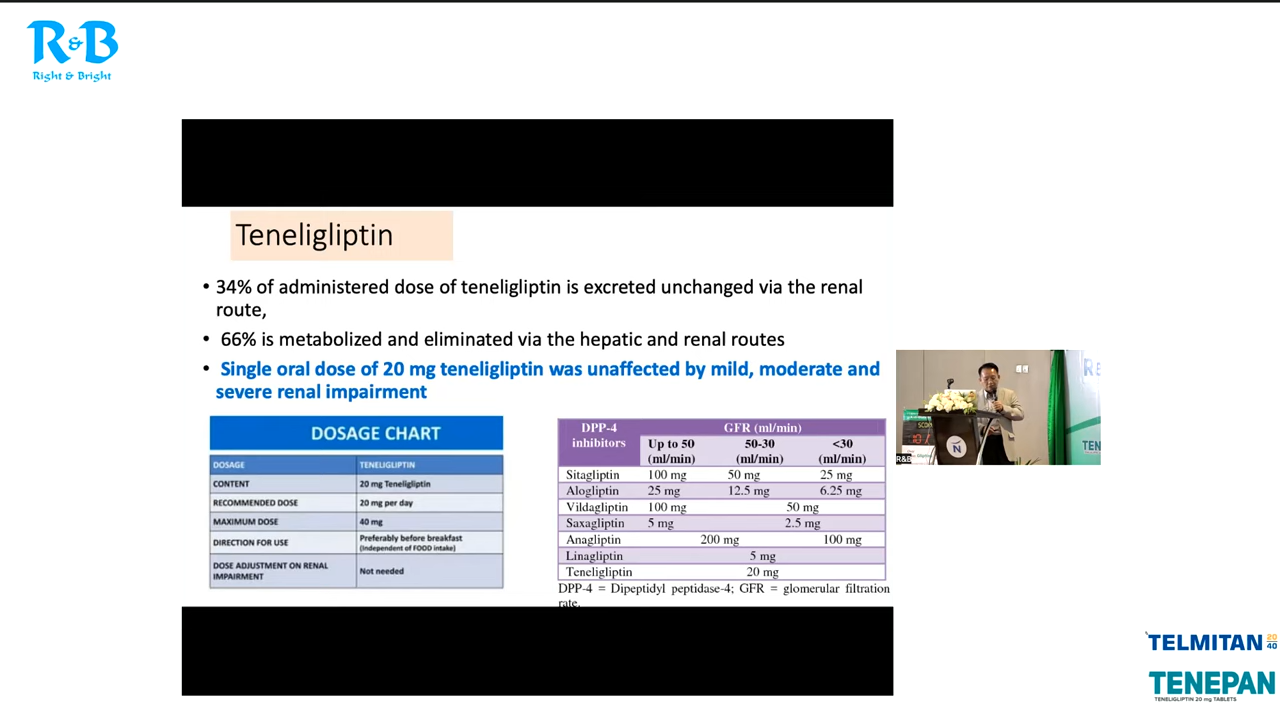 R&B
Right & Bright
Teneligliptin
• 34% of administered dose of teneligliptin is excreted unchanged via the renal
route,
• 66% is metabolized and eliminated via the hepatic and renal routes
• Single oral dose of 20 mg teneligliptin was unaffected by mild, moderate and
severe renal impairment
DOSAGE CHART
DOSAGE TENELIGLIPTIN
CONTENT 20 mg Teneligliptin
RECOMMENDED DOSE 20 mg per day
MAXIMUM DOSE 40 mg
DIRECTION FOR USE Preferably before breakfast
(Independent of FOOD intake)
DOSE ADJUSTMENT ON RENAL
IMPAIRMENT Not needed
DPP-4 inhibitors GFR (ml/min)
Up to 50 (ml/min) 50-30 (ml/min) <30 (ml/min)
Sitagliptin 100 mg 50 mg 25 mg
Alogliptin 25 mg 12.5 mg 6.25 mg
Vildagliptin 100 mg 50 mg
Saxagliptin 5 mg 2.5 mg
Anagliptin 200 mg 100 mg
Linagliptin 5 mg
Teneligliptin 20 mg
DPP-4 = Dipeptidyl peptidase-4; GFR = glomerular filtration
rate.
R&B
N
TEN
TELMITAN 20 40
TENEPAN
TENELIGLIPTIN 20 mg TABLETS